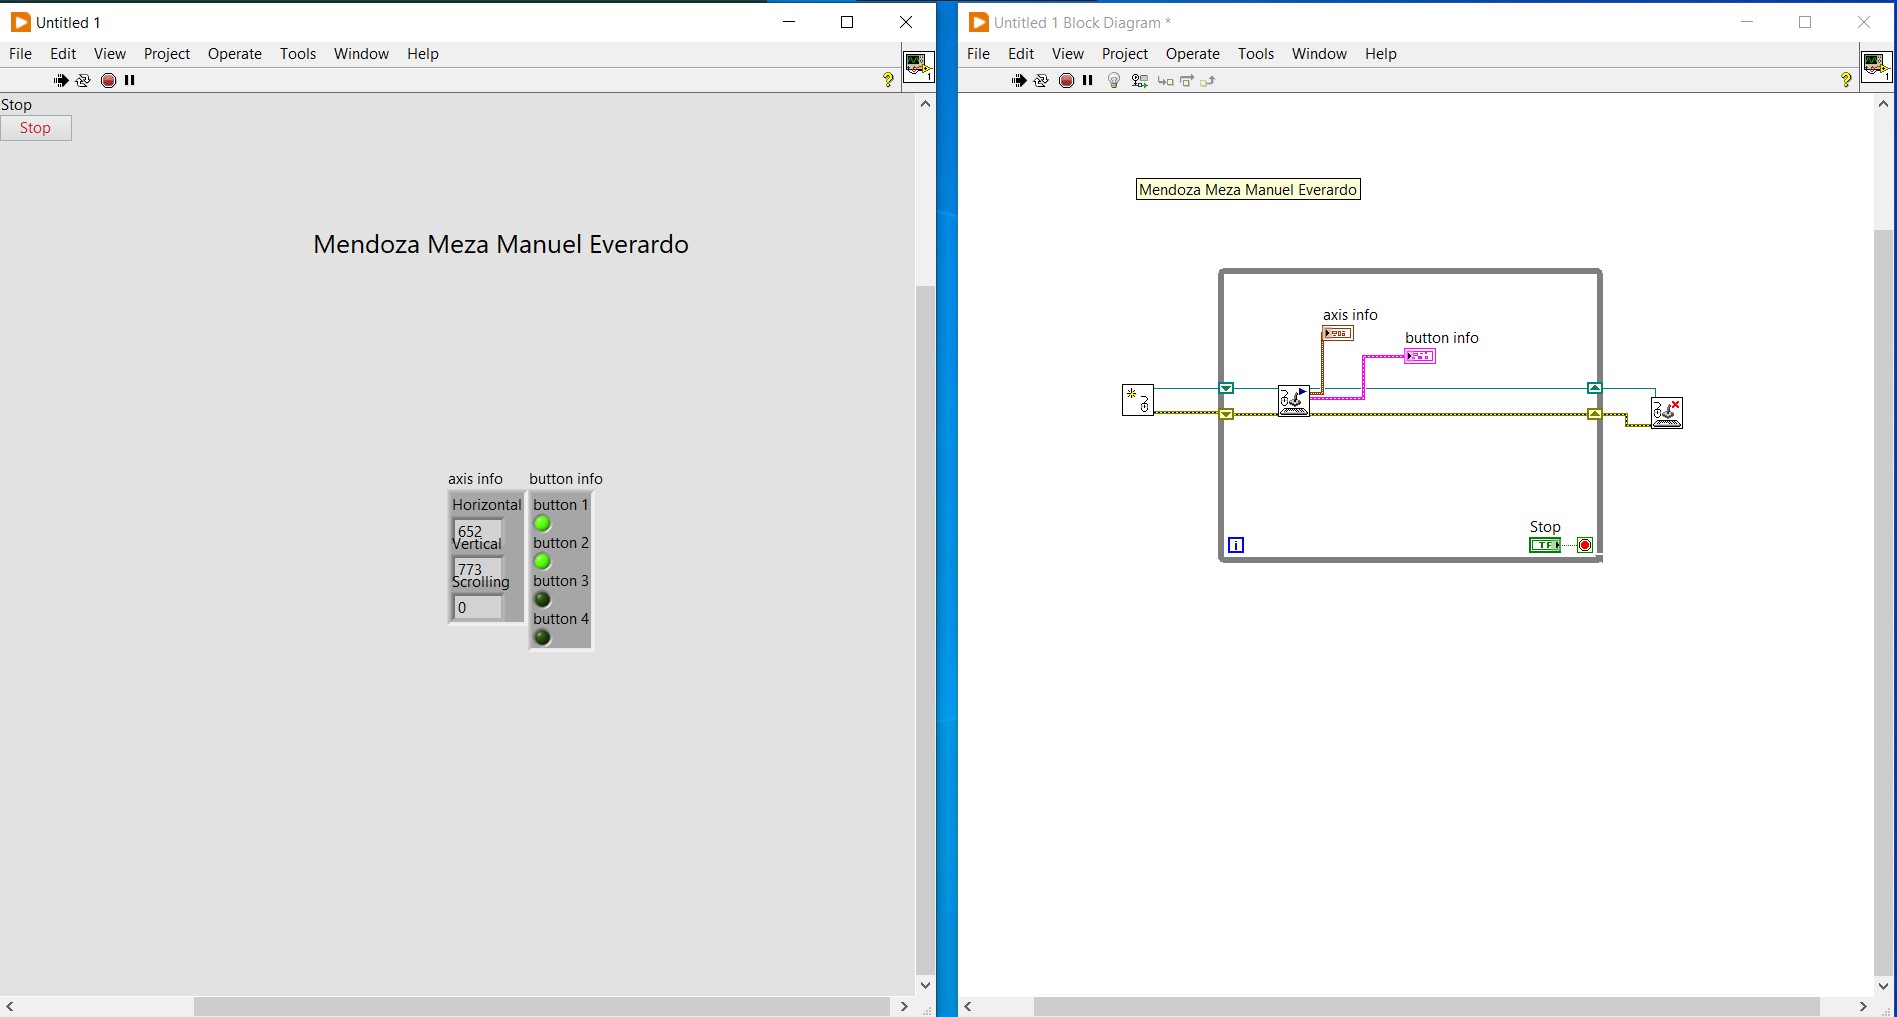 Untitled 1
File Edit View Project Operate Tools Window Help
1
Stop
Stop
Mendoza Meza Manuel Everardo
axis info
Horizontal
652
Vertical
773
Scrolling
0
button info
button 1
button 2
button 3
button 4
Untitled 1 Block Diagram *
File Edit View Project Operate Tools Window Help
1
Mendoza Meza Manuel Everardo
axis info
button info
Stop
i
TF